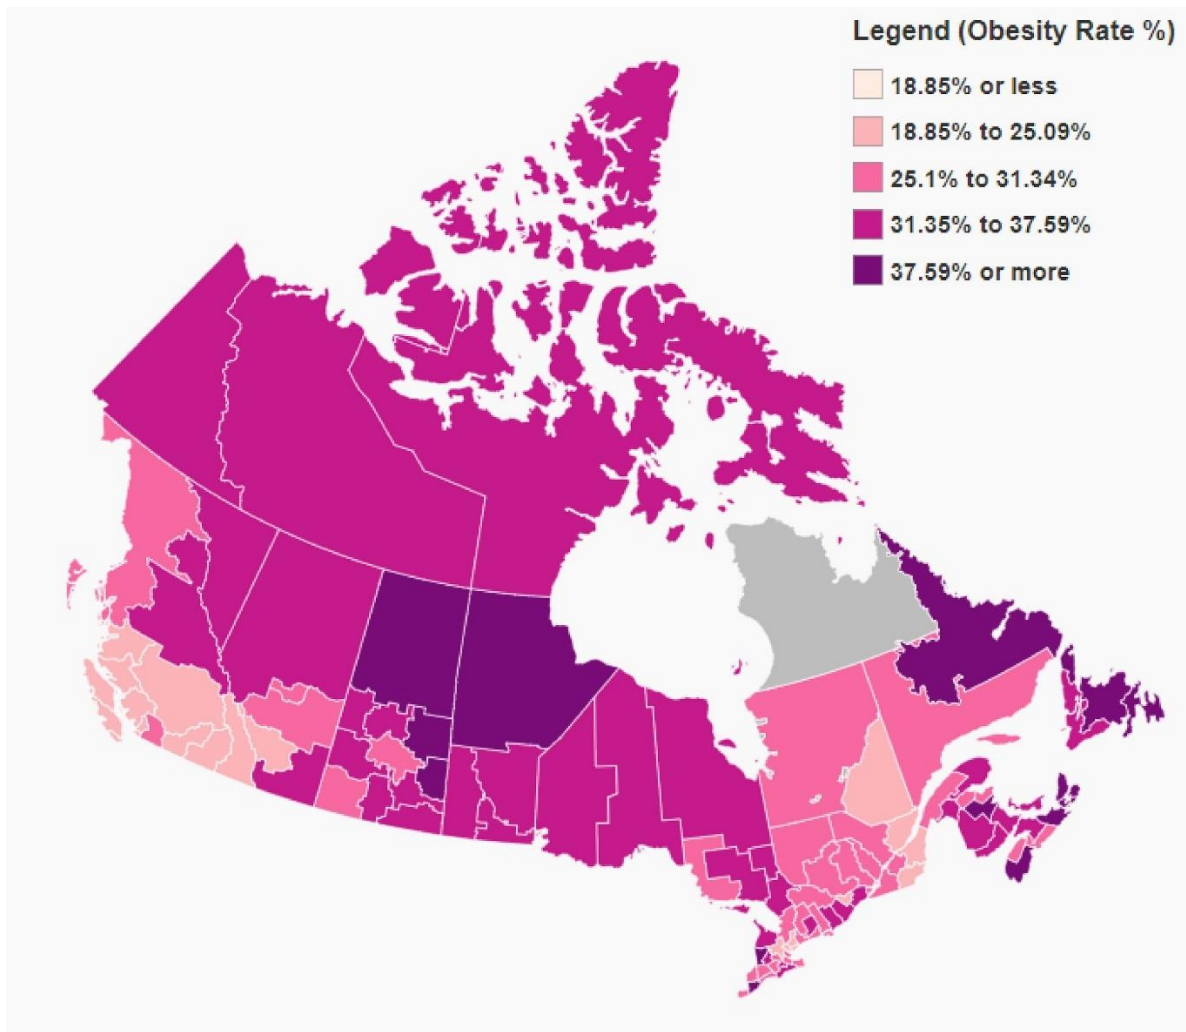 Legend (Obesity Rate %)
18.85% or less
18.85% to 25.09%
25.1% to 31.34%
31.35% to 37.59%
37.59% or more